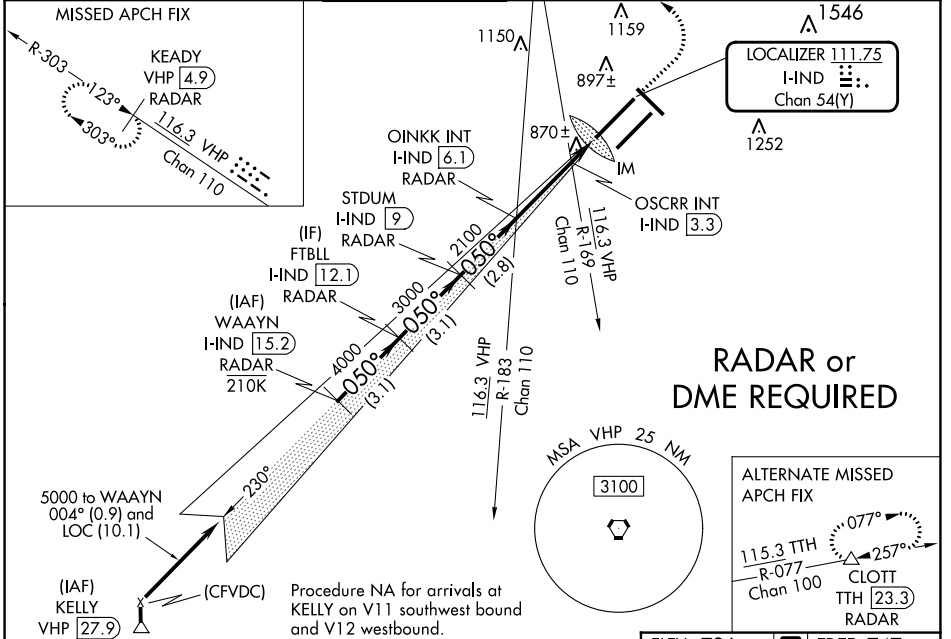 MISSED APCH FIX
R-303
KEADY
VHP 4.9
RADAR
123°
303°
116.3 VHP
Chan 110
1150
1159
1546
897±
LOCALIZER 111.75
I-IND
Chan 54(Y)
1252
870±
IM
OINKK INT
I-IND 6.1
RADAR
OSCRR INT
I-IND 3.3
STDUM
I-IND 9
RADAR
(IF)
FTBLL
I-IND 12.1
RADAR
(IAF)
WAAYN
I-IND 15.2
RADAR
210K
2100
050°
(2.8)
3000
050°
(3.1)
4000
050°
(3.1)
116.3 VHP
R-169
Chan 110
116.3 VHP
R-183
Chan 110
RADAR or
DME REQUIRED
230°
MSA VHP 25 NM
3100
5000 to WAAYN
004° (0.9) and
LOC (10.1)
(IAF)
KELLY
VHP 27.9
(CFVDC)
Procedure NA for arrivals at
KELLY on V11 southwest bound
and V12 westbound.
ALTERNATE MISSED
APCH FIX
077°
257°
115.3 TTH
R-077
Chan 100
CLOTT
TTH 23.3
RADAR